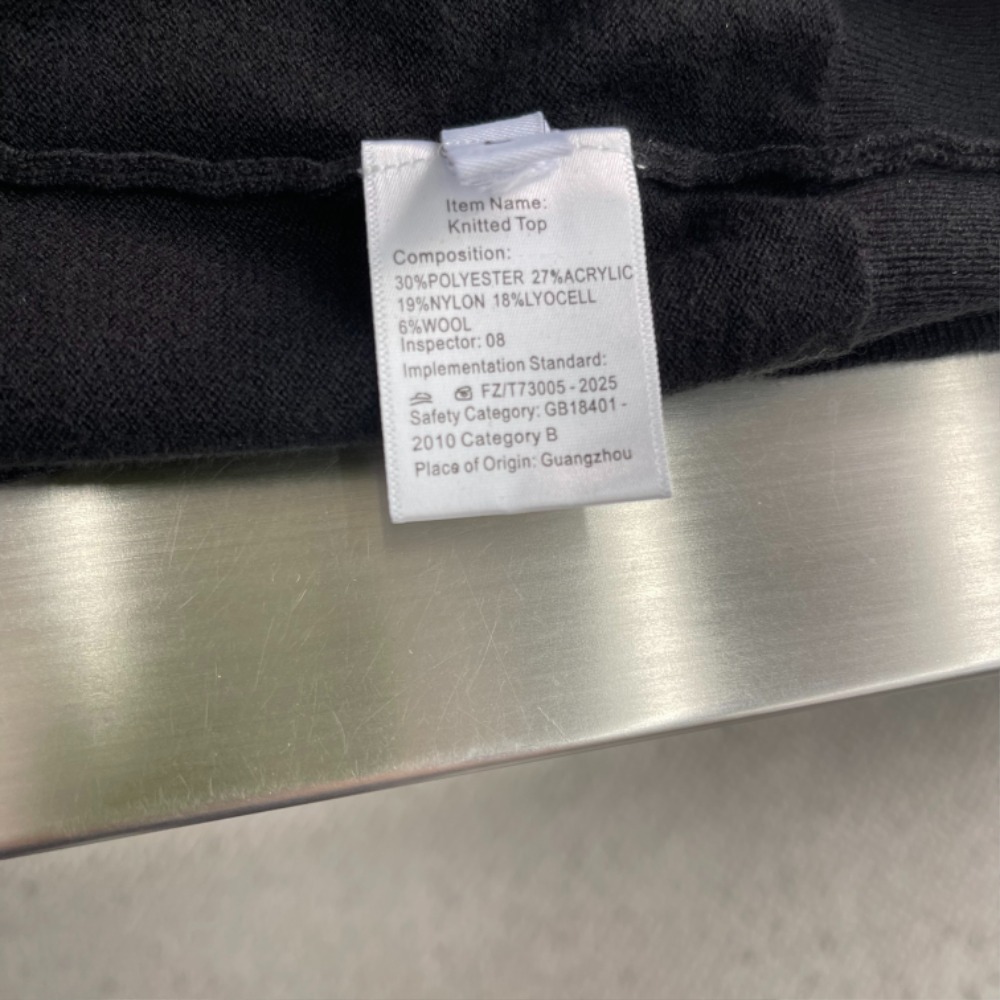 Item Name:
Knitted Top
Composition:
30%POLYESTER 27%ACRYLIC
19%NYLON 18%LYOCELL
6%WOOL
Inspector: 08
Implementation Standard:
FZ/T73005-2025
Safety Category: GB18401-
2010 Category B
Place of Origin: Guangzhou